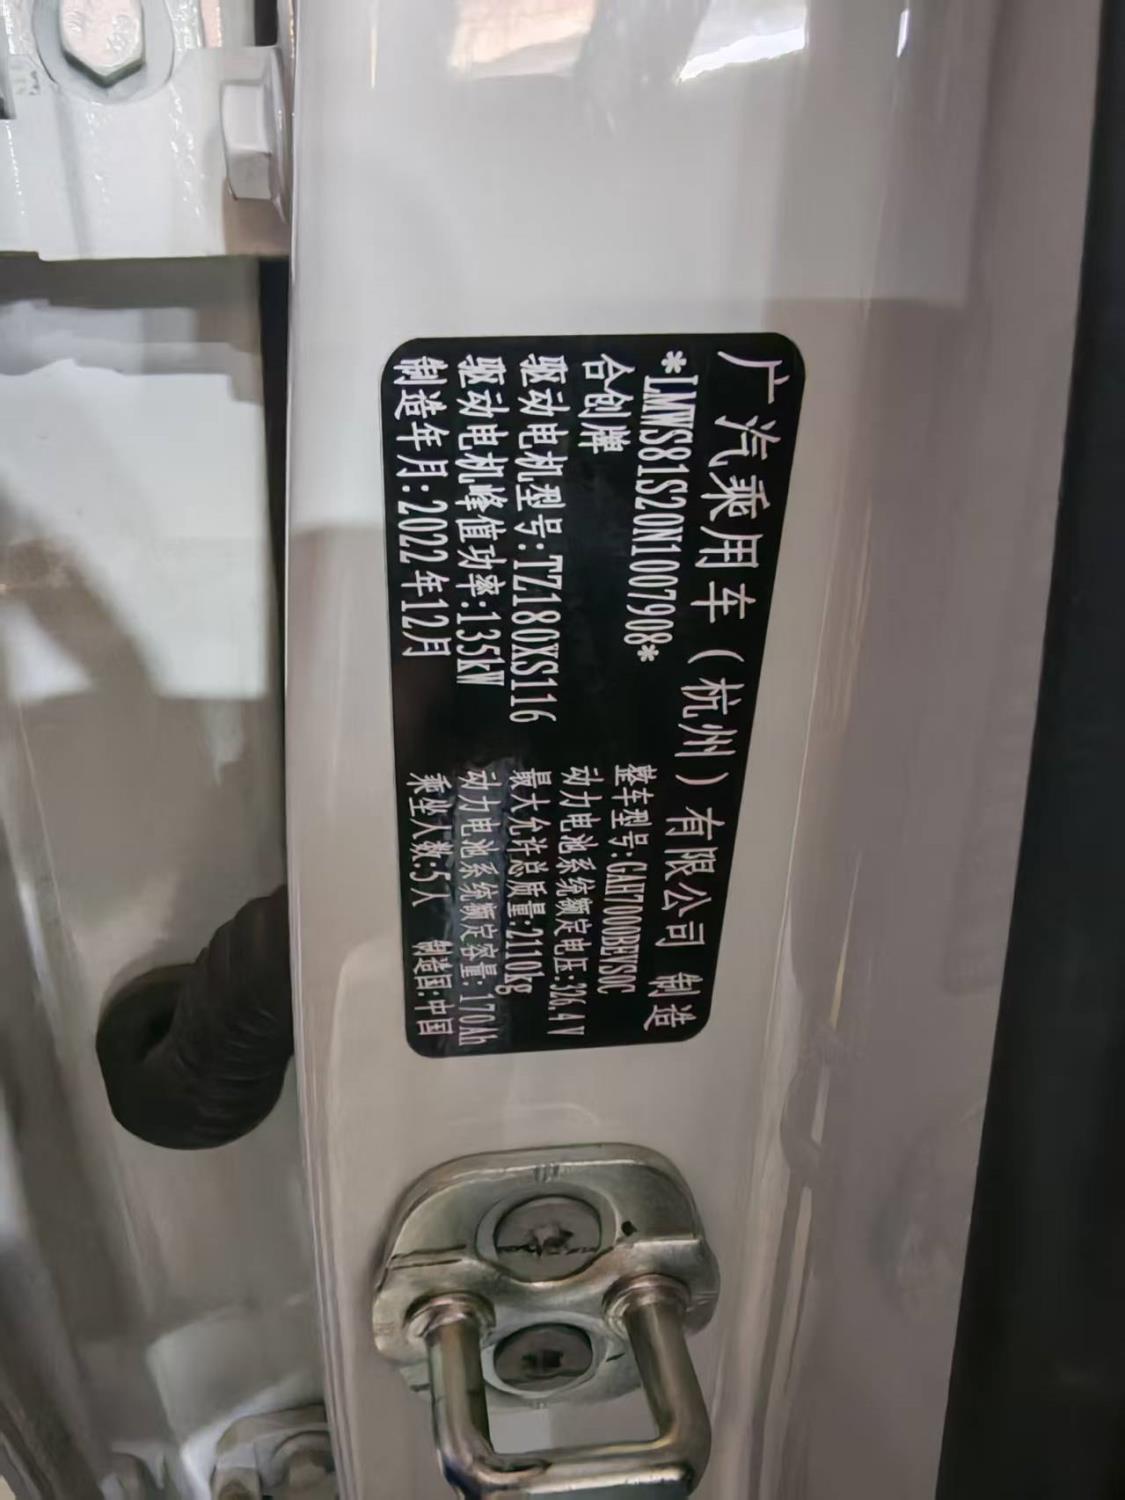 广汽乘用车（杭州）有限公司 制造
*LMWS81S20N1007908*
合创牌 整车型号:GAH7000BEVS0C
驱动电机型号:TZ180XS116 动力电池系统额定电压:326.4V
驱动电机峰值功率:135kW 最大允许总质量:2110kg
制造年月:2022年12月 动力电池系统额定容量:170Ah
乘坐人数:5人 制造国:中国